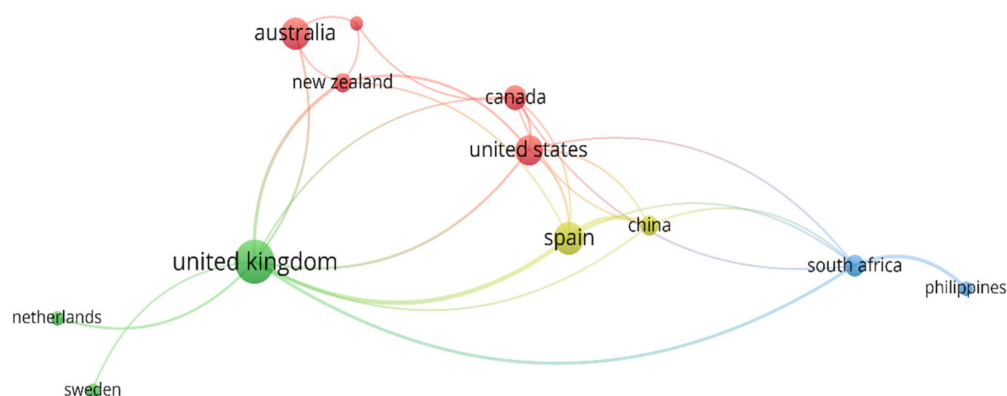 australia
new zealand
canada
united states
spain
china
united kingdom
south africa
philippines
netherlands
sweden